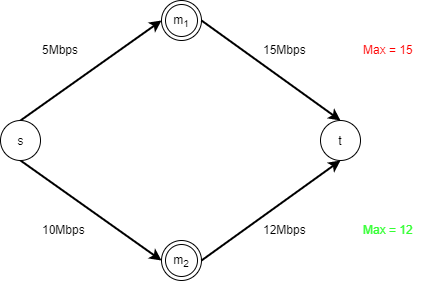 m1
5Mbps 15Mbps Max = 15
s t
10Mbps 12Mbps Max = 12
m2